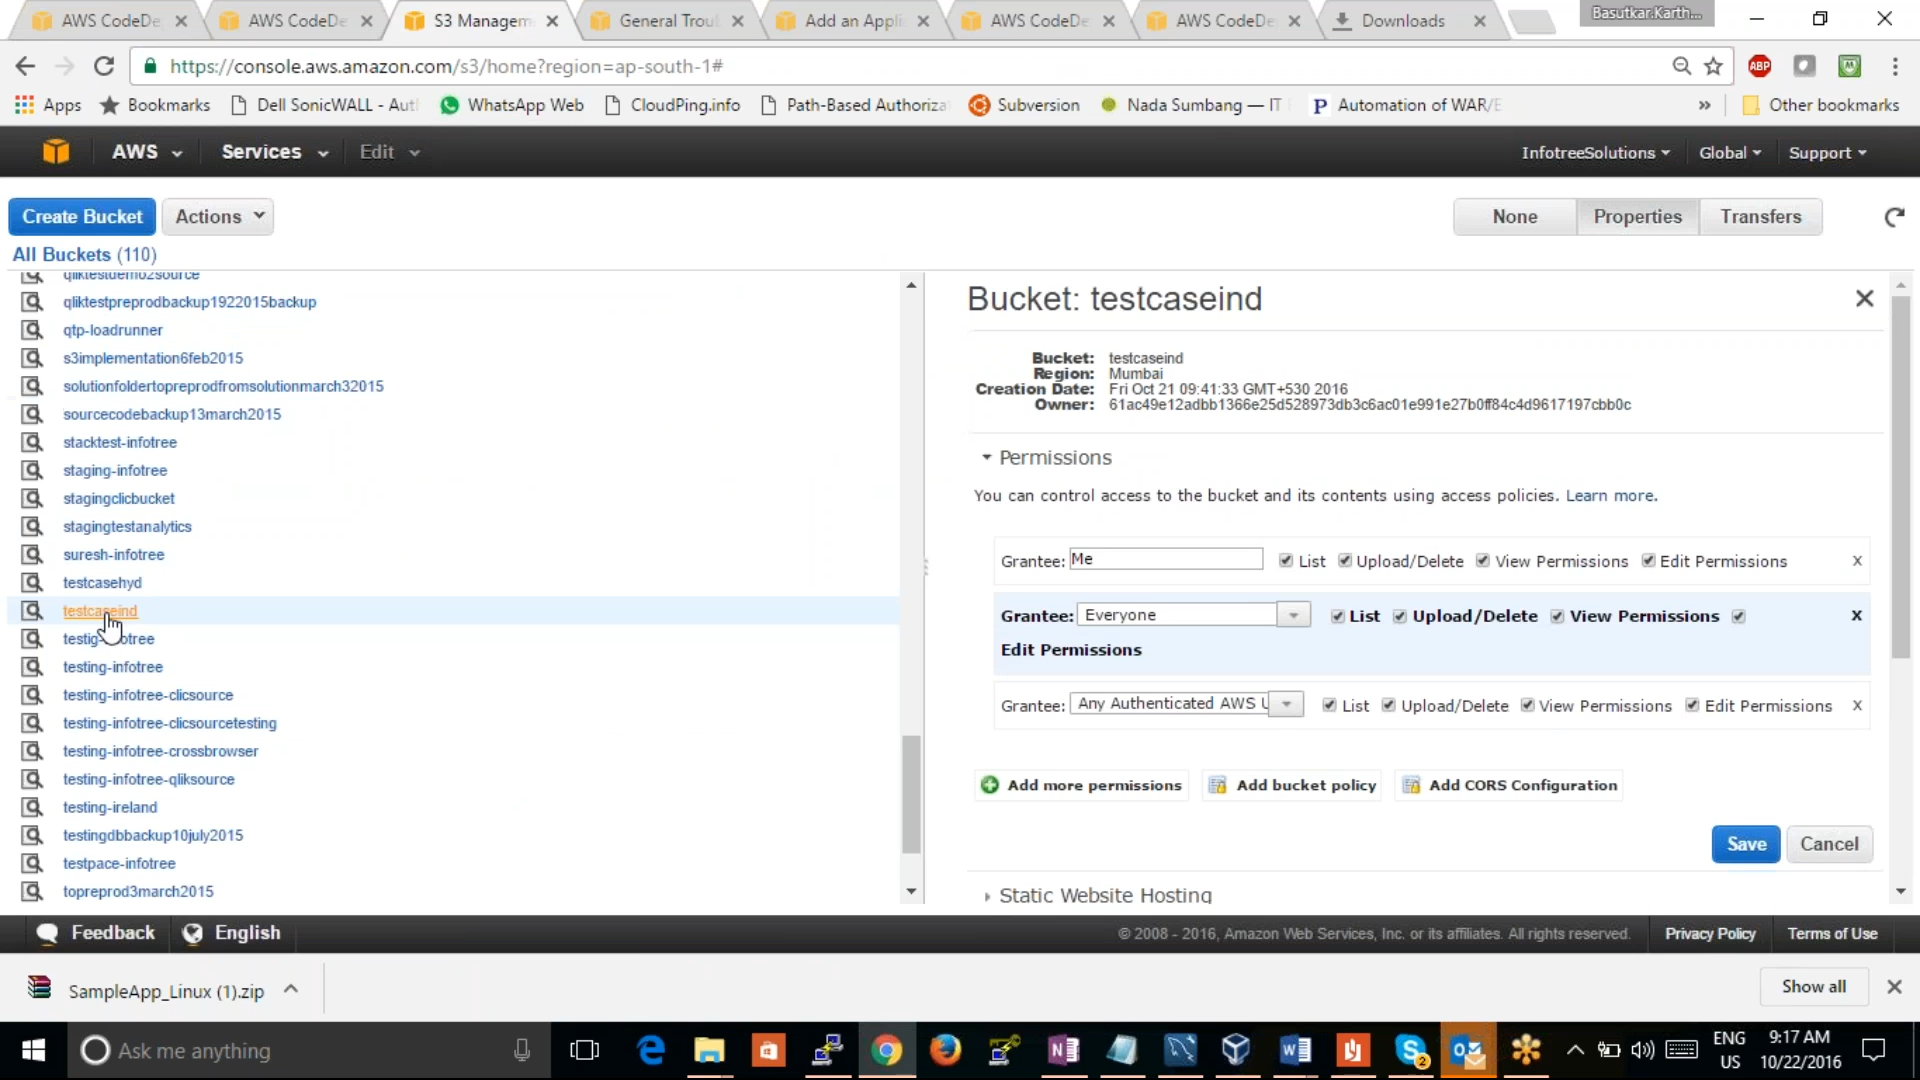 AWS CodeDe
AWS CodeDe
S3 Managem
General Trou
Add an Appli
AWS CodeDe
AWS CodeDe
Downloads
Basutkar.Karth...
https://console.aws.amazon.com/s3/home?region=ap-south-1#
ABP
Apps
Bookmarks
Dell SonicWALL - Aut
WhatsApp Web
CloudPing.info
Path-Based Authoriza
Subversion
Nada Sumbang — IT
Automation of WAR/E
»
Other bookmarks
AWS
Services
Edit
InfotreeSolutions
Global
Support
Create Bucket
Actions
None
Properties
Transfers
All Buckets (110)
qliktestdemo2source
qliktestpreprodbackup1922015backup
qtp-loadrunner
s3implementation6feb2015
solutionfoldertopreprodfromsolutionmarch32015
sourcecodebackup13march2015
stacktest-infotree
staging-infotree
stagingclicbucket
stagingtestanalytics
suresh-infotree
testcasehyd
testcaseind
testing-infotree
testing-infotree-clicsource
testing-infotree-clicsourcetesting
testing-infotree-crossbrowser
testing-infotree-qliksource
testing-ireland
testingdbbackup10july2015
testpace-infotree
topreprod3march2015
Bucket: testcaseind
Bucket: testcaseind
Region: Mumbai
Creation Date: Fri Oct 21 09:41:33 GMT+530 2016
Owner: 61ac49e12adbb1366e25d528973db3c6ac01e991e27b0ff84c4d9617197cbb0c
Permissions
You can control access to the bucket and its contents using access policies. Learn more.
Grantee: Me List Upload/Delete View Permissions Edit Permissions x
Grantee: Everyone List Upload/Delete View Permissions x
Edit Permissions
Grantee: Any Authenticated AWS U List Upload/Delete View Permissions Edit Permissions x
Add more permissions
Add bucket policy
Add CORS Configuration
Save
Cancel
Static Website Hosting
Feedback
English
© 2008 - 2016, Amazon Web Services, Inc. or its affiliates. All rights reserved.
Privacy Policy
Terms of Use
SampleApp_Linux (1).zip
Show all
Ask me anything
2
ENG
US
9:17 AM
10/22/2016